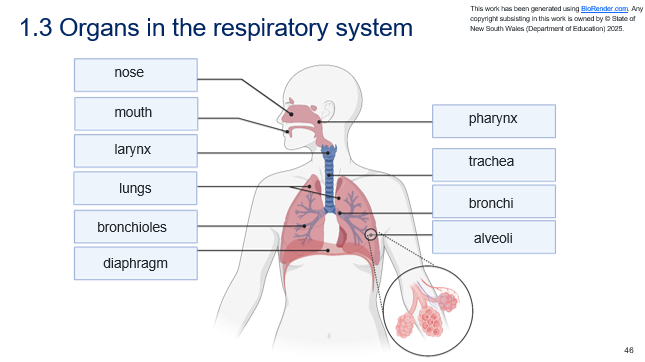 1.3 Organs in the respiratory system
This work has been generated using BioRender.com. Any
copyright subsisting in this work is owned by © State of
New South Wales (Department of Education) 2025.
nose
mouth
larynx
lungs
bronchioles
diaphragm
pharynx
trachea
bronchi
alveoli
46